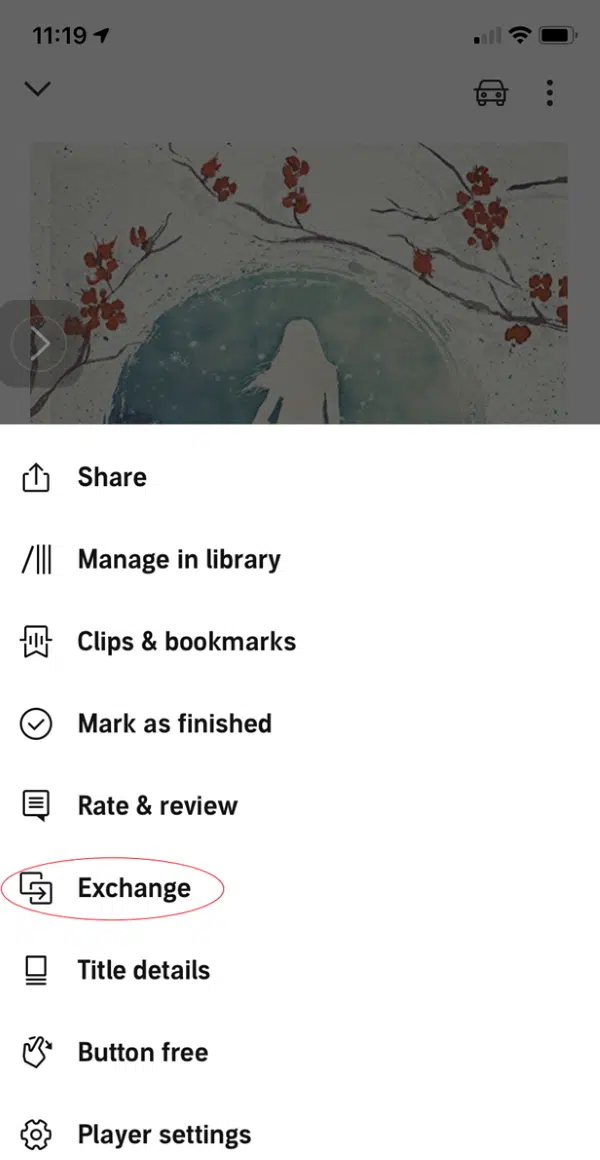 11:19
Share
Manage in library
Clips & bookmarks
Mark as finished
Rate & review
Exchange
Title details
Button free
Player settings